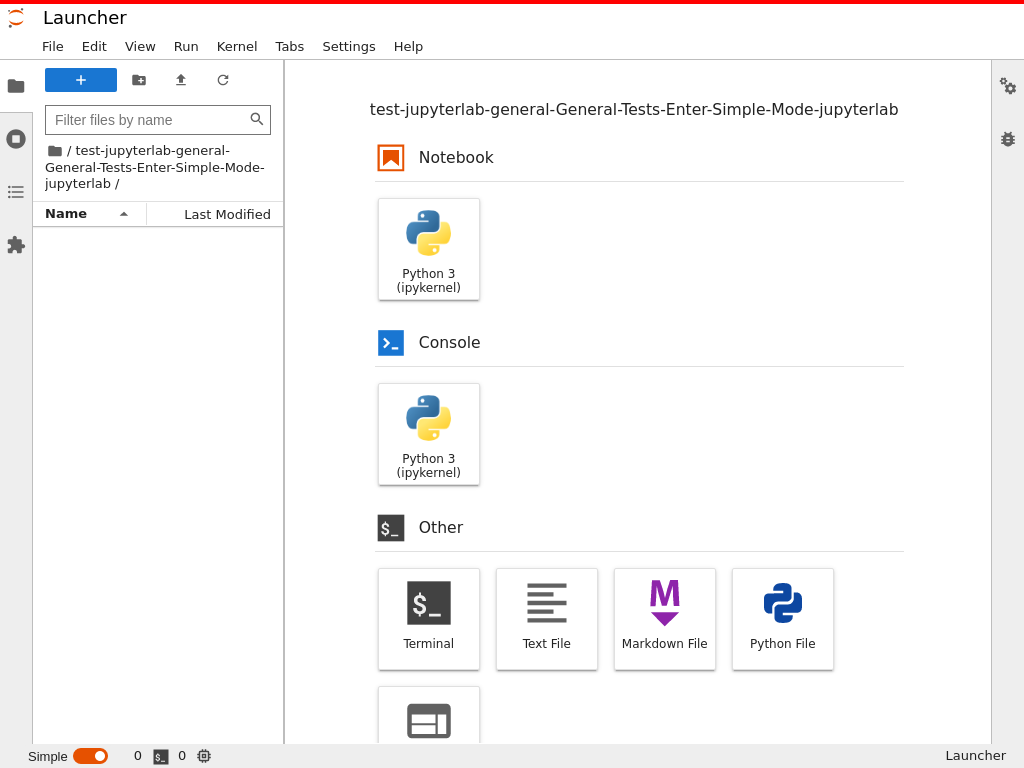 Launcher
File Edit View Run Kernel Tabs Settings Help
Filter files by name
/ test-jupyterlab-general-
General-Tests-Enter-Simple-Mode-
jupyterlab /
Name Last Modified
test-jupyterlab-general-General-Tests-Enter-Simple-Mode-jupyterlab
Notebook
Python 3
(ipykernel)
Console
Python 3
(ipykernel)
$_ Other
$_
Terminal
Text File
M
Markdown File
Python File
Simple 0 $_ 0 Launcher